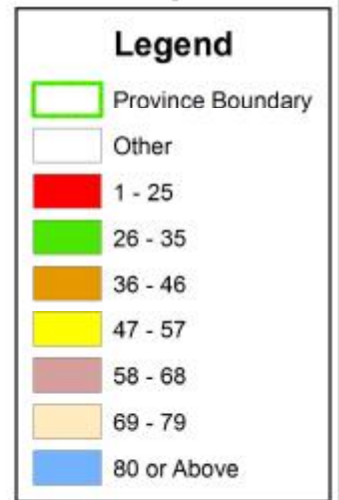 Legend
Province Boundary
Other
1 - 25
26 - 35
36 - 46
47 - 57
58 - 68
69 - 79
80 or Above